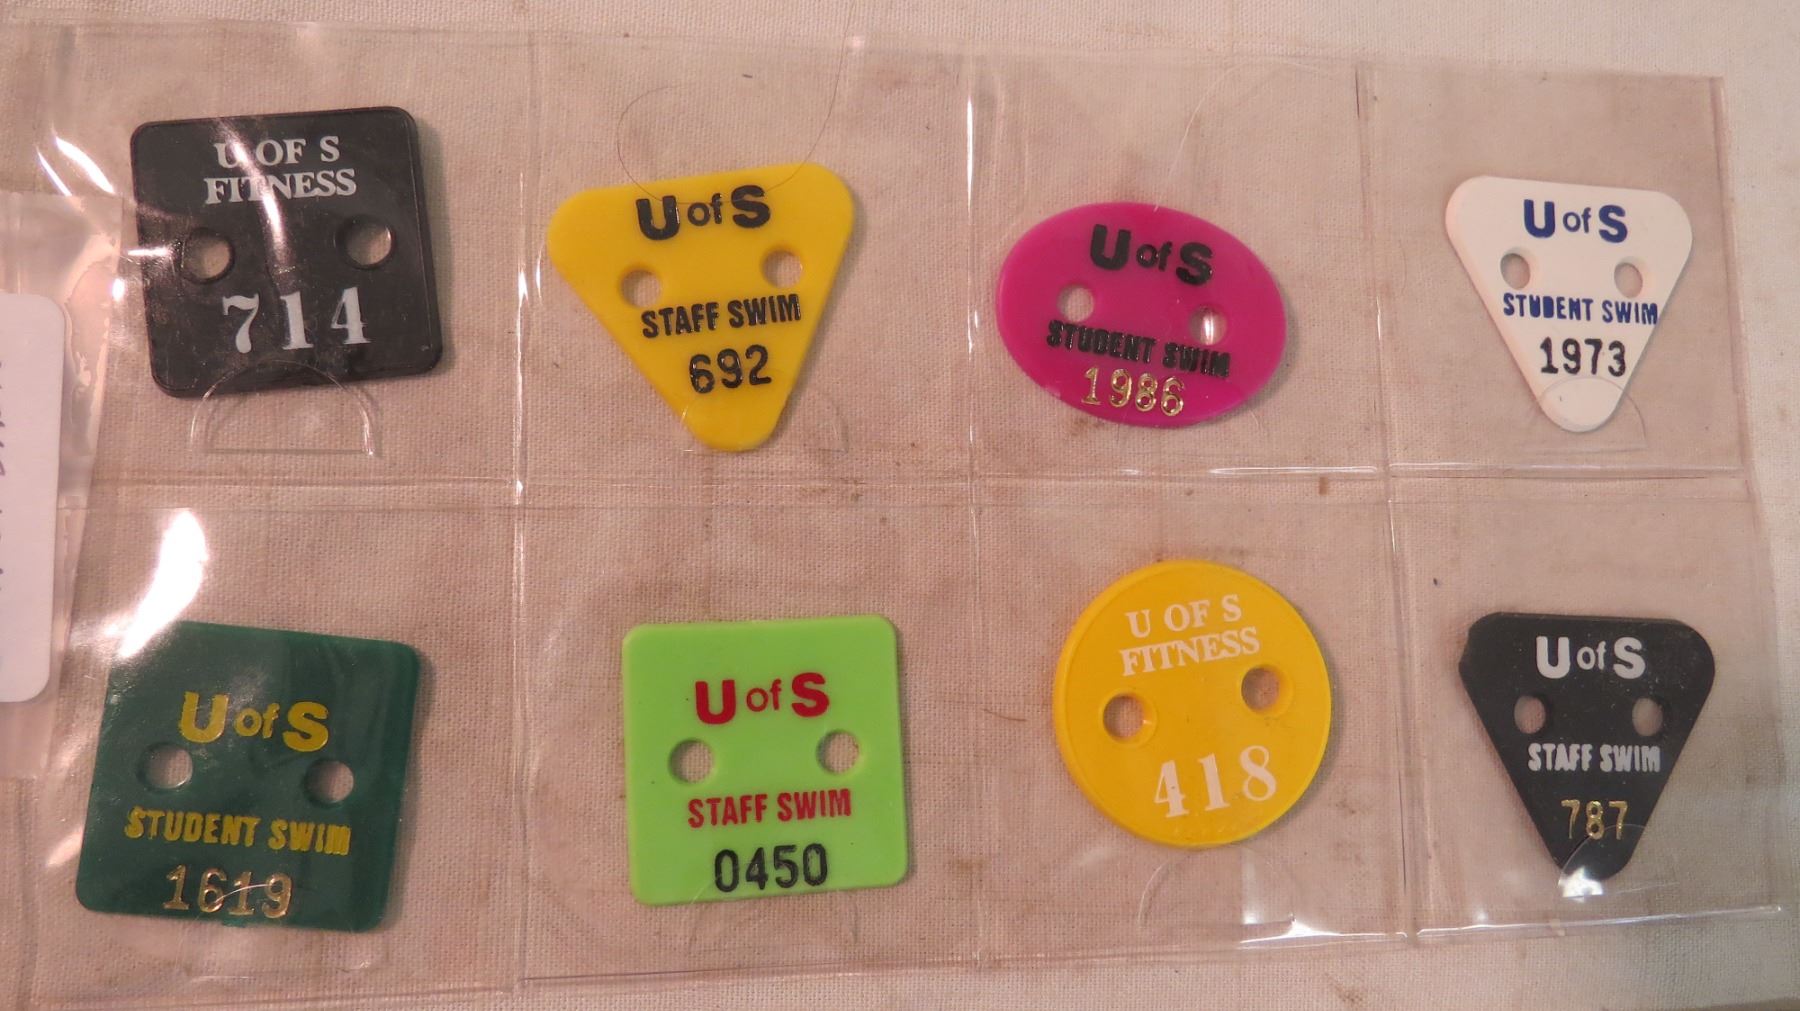 U OF S
FITNESS
714
U of S
STAFF SWIM
692
U of S
STUDENT SWIM
1986
U of S
STUDENT SWIM
1973
U of S
STUDENT SWIM
1619
U of S
STAFF SWIM
0450
U OF S
FITNESS
418
U of S
STAFF SWIM
787